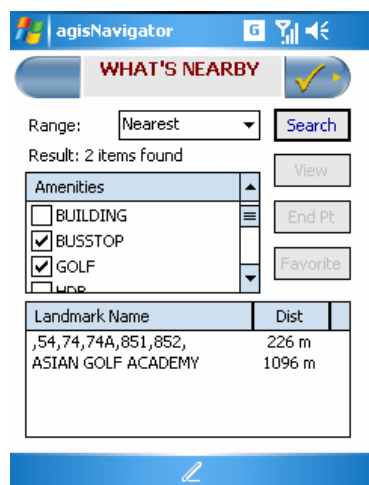 agisNavigator G
WHAT'S NEARBY
Range: Nearest Search
Result: 2 items found
View
Amenities
BUILDING
End Pt
BUSSTOP
GOLF
Favorite
HDB
Landmark Name Dist
,54,74,74A,851,852, 226 m
ASIAN GOLF ACADEMY 1096 m